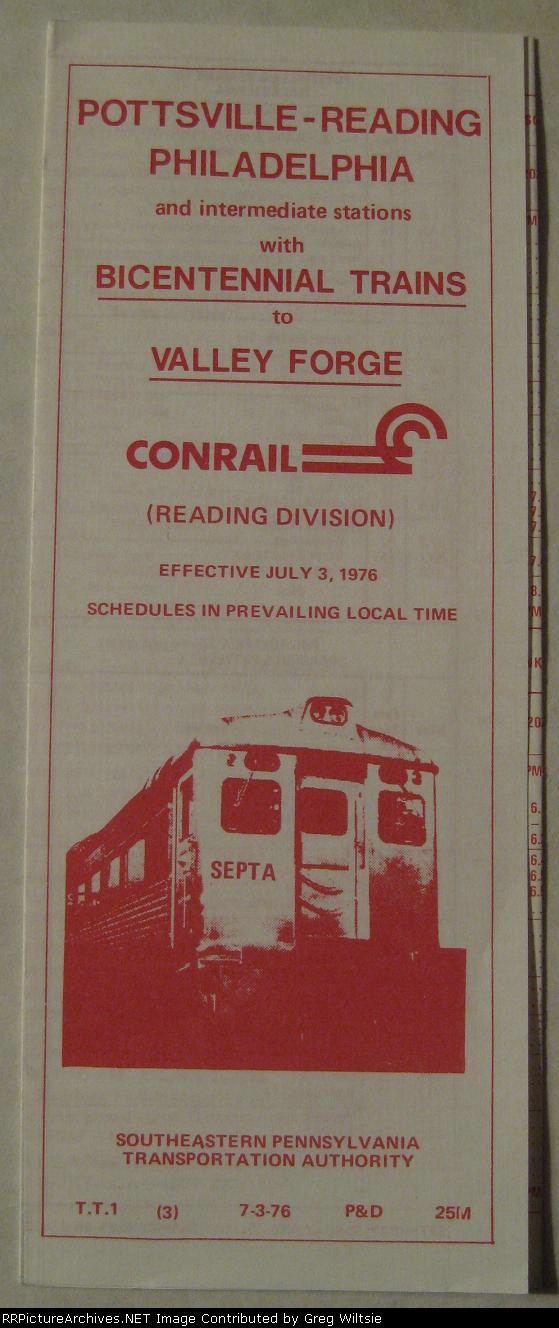 POTTSVILLE-READING
PHILADELPHIA
and intermediate stations
with
BICENTENNIAL TRAINS
to
VALLEY FORGE
CONRAIL
(READING DIVISION)
EFFECTIVE JULY 3, 1976
SCHEDULES IN PREVAILING LOCAL TIME
SEPTA
SOUTHEASTERN PENNSYLVANIA
TRANSPORTATION AUTHORITY
T.T.1 (3) 7-3-76 P&D 25M
RRPictureArchives.NET Image Contributed by Greg Wiltsie